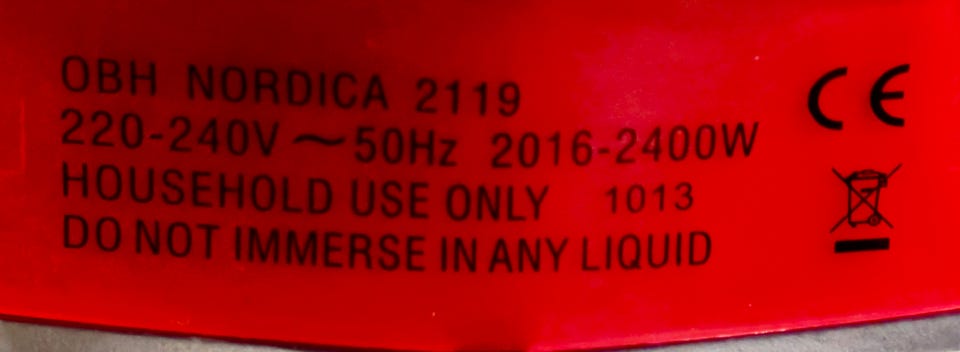 OBH NORDICA 2119
220-240V ~ 50Hz 2016-2400W
HOUSEHOLD USE ONLY 1013
DO NOT IMMERSE IN ANY LIQUID
CE